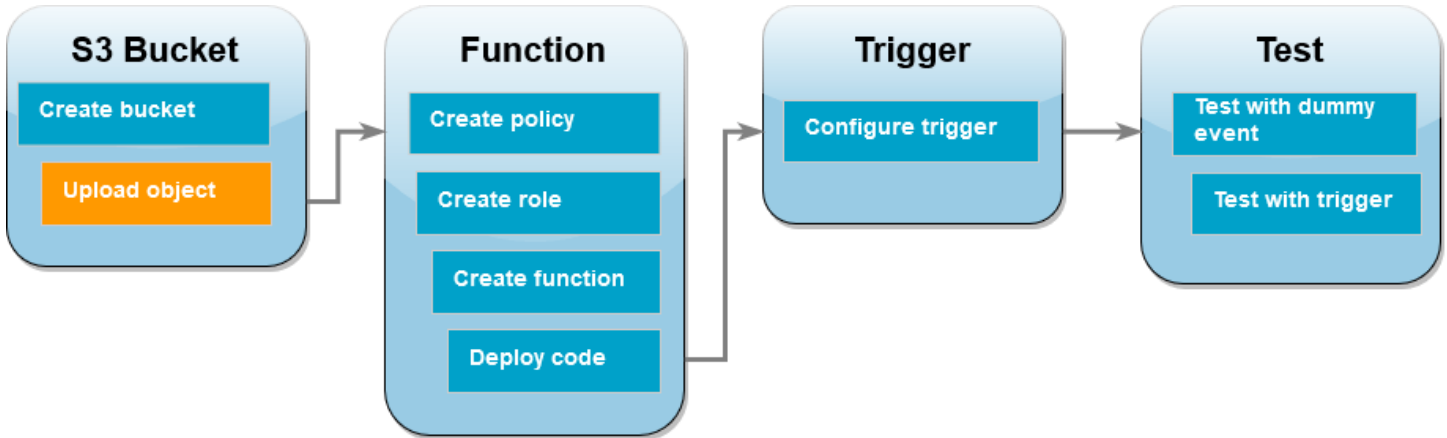 S3 Bucket
Create bucket
Upload object
Function
Create policy
Create role
Create function
Deploy code
Trigger
Configure trigger
Test
Test with dummy
event
Test with trigger